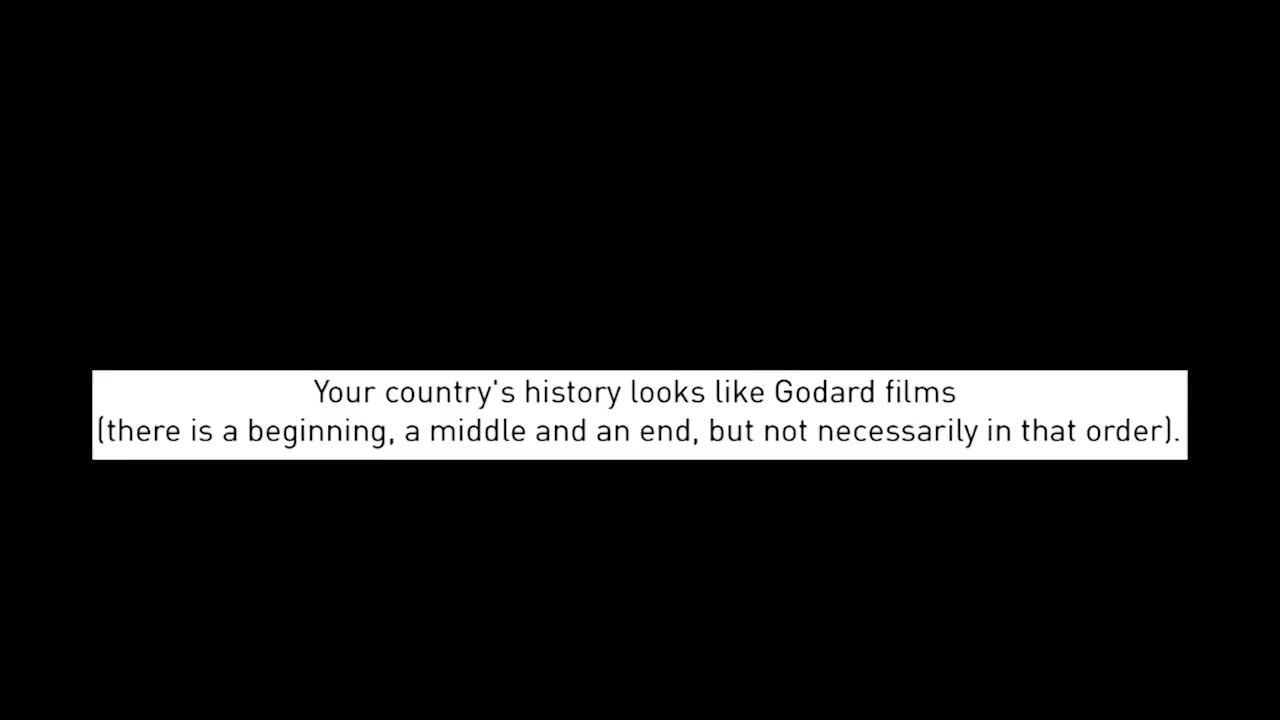 Your country's history looks like Godard films
(there is a beginning, a middle and an end, but not necessarily in that order).